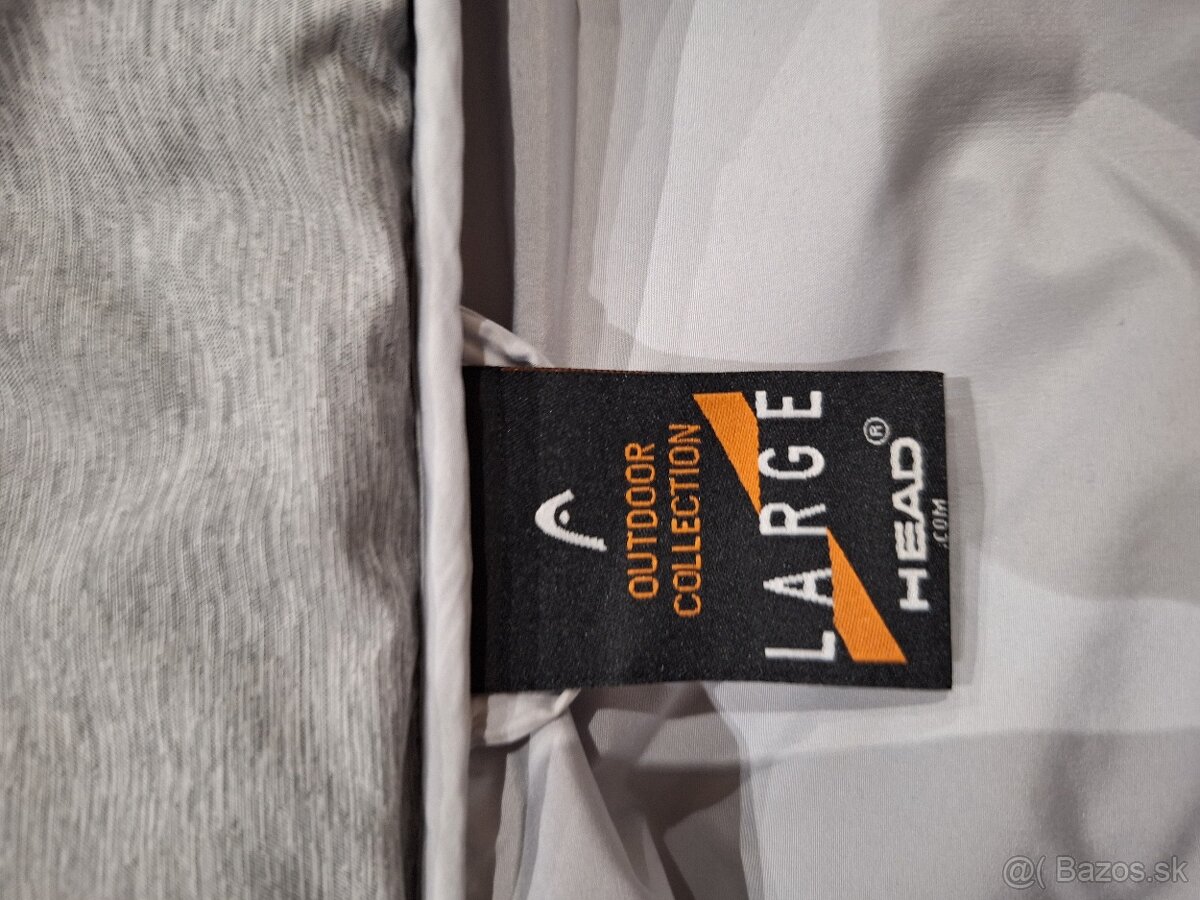 OUTDOOR
COLLECTION
LARGE
HEAD®
.COM
@( Bazos.sk